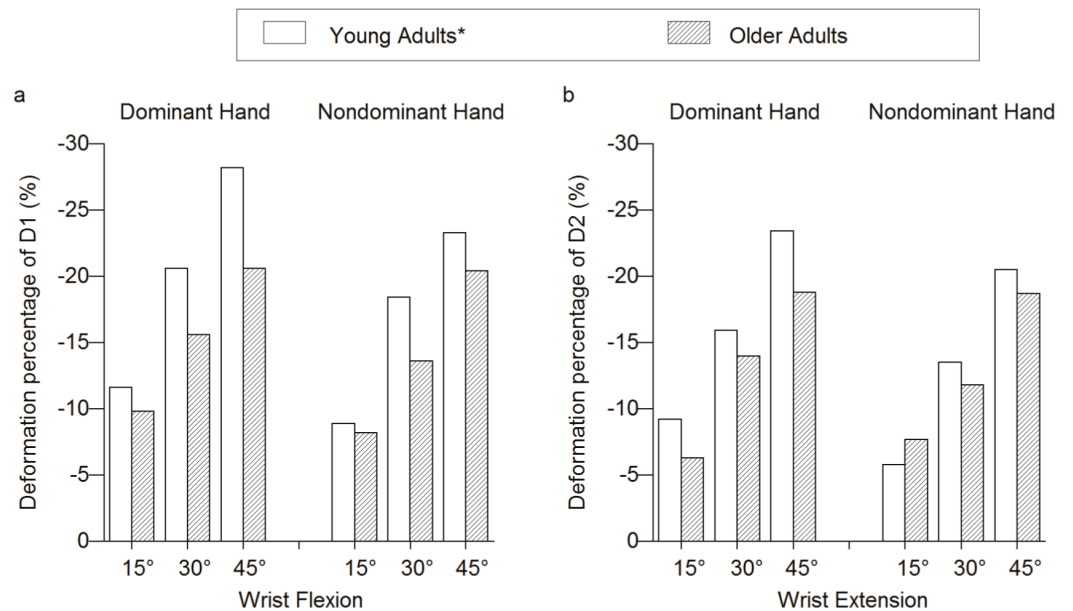 Young Adults* Older Adults
a
Dominant Hand Nondominant Hand
Deformation percentage of D1 (%)
-30
-25
-20
-15
-10
-5
0
15° 30° 45° 15° 30° 45°
Wrist Flexion
b
Dominant Hand Nondominant Hand
Deformation percentage of D2 (%)
-30
-25
-20
-15
-10
-5
0
15° 30° 45° 15° 30° 45°
Wrist Extension